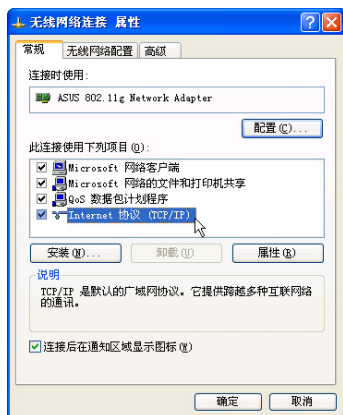 无线网络连接 属性
常规 无线网络配置 高级
连接时使用:
ASUS 802.11g Network Adapter
配置(C)...
此连接使用下列项目(O):
Microsoft 网络客户端
Microsoft 网络的文件和打印机共享
QoS 数据包计划程序
Internet 协议 (TCP/IP)
安装(N)... 卸载(U) 属性(R)
说明
TCP/IP 是默认的广域网协议。它提供跨越多种互联网络
的通讯。
连接后在通知区域显示图标(W)
确定 取消